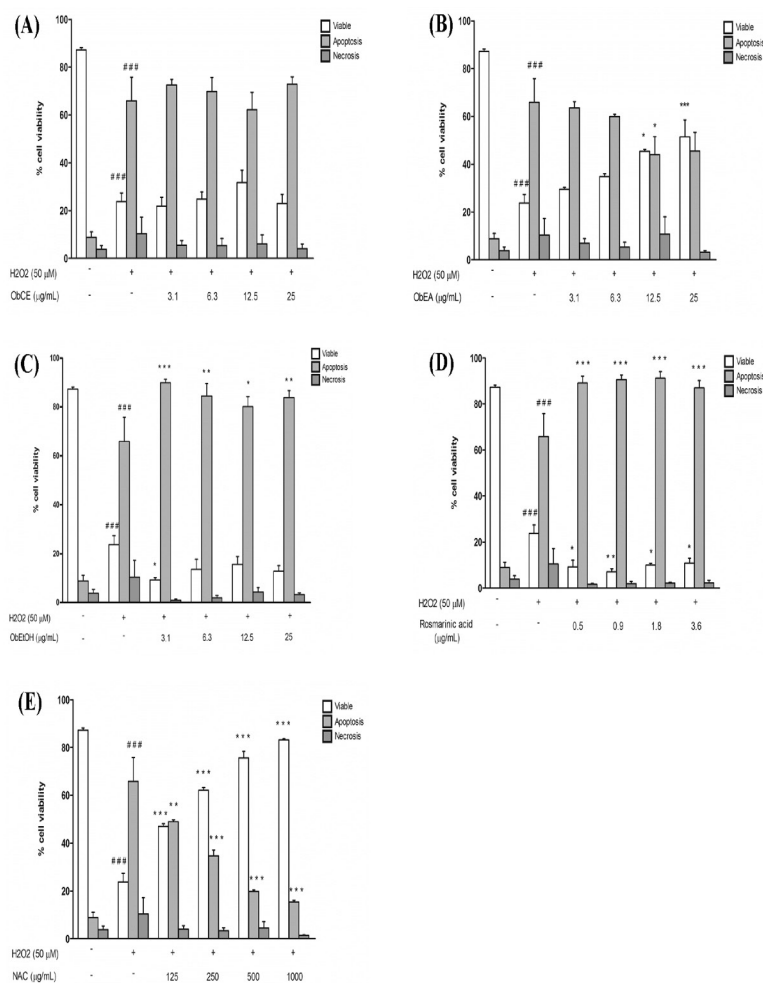 (A)
Viable
Apoptosis
Necrosis
100
80
60
40
20
0
% cell viability
###
###
H2O2 (50 μM) - + + + + +
ObCE (μg/mL) - - 3.1 6.3 12.5 25
(B)
Viable
Apoptosis
Necrosis
100
80
60
40
20
0
% cell viability
###
###
* * ***
H2O2 (50 μM) - + + + + +
ObEA (μg/mL) - - 3.1 6.3 12.5 25
(C)
Viable
Apoptosis
Necrosis
100
80
60
40
20
0
% cell viability
*** ** * **
###
###
*
H2O2 (50 μM) - + + + + +
ObEtOH (μg/mL) - - 3.1 6.3 12.5 25
(D)
Viable
Apoptosis
Necrosis
100
80
60
40
20
0
% cell viability
*** *** *** ***
###
###
* ** * *
H2O2 (50 μM) - + + + + +
Rosmarinic acid - - 0.5 0.9 1.8 3.6
(μg/mL)
(E)
Viable
Apoptosis
Necrosis
100
80
60
40
20
0
% cell viability
###
###
*** ** *** *** *** *** ***
H2O2 (50 μM) - + + + + +
NAC (μg/mL) - - 125 250 500 1000